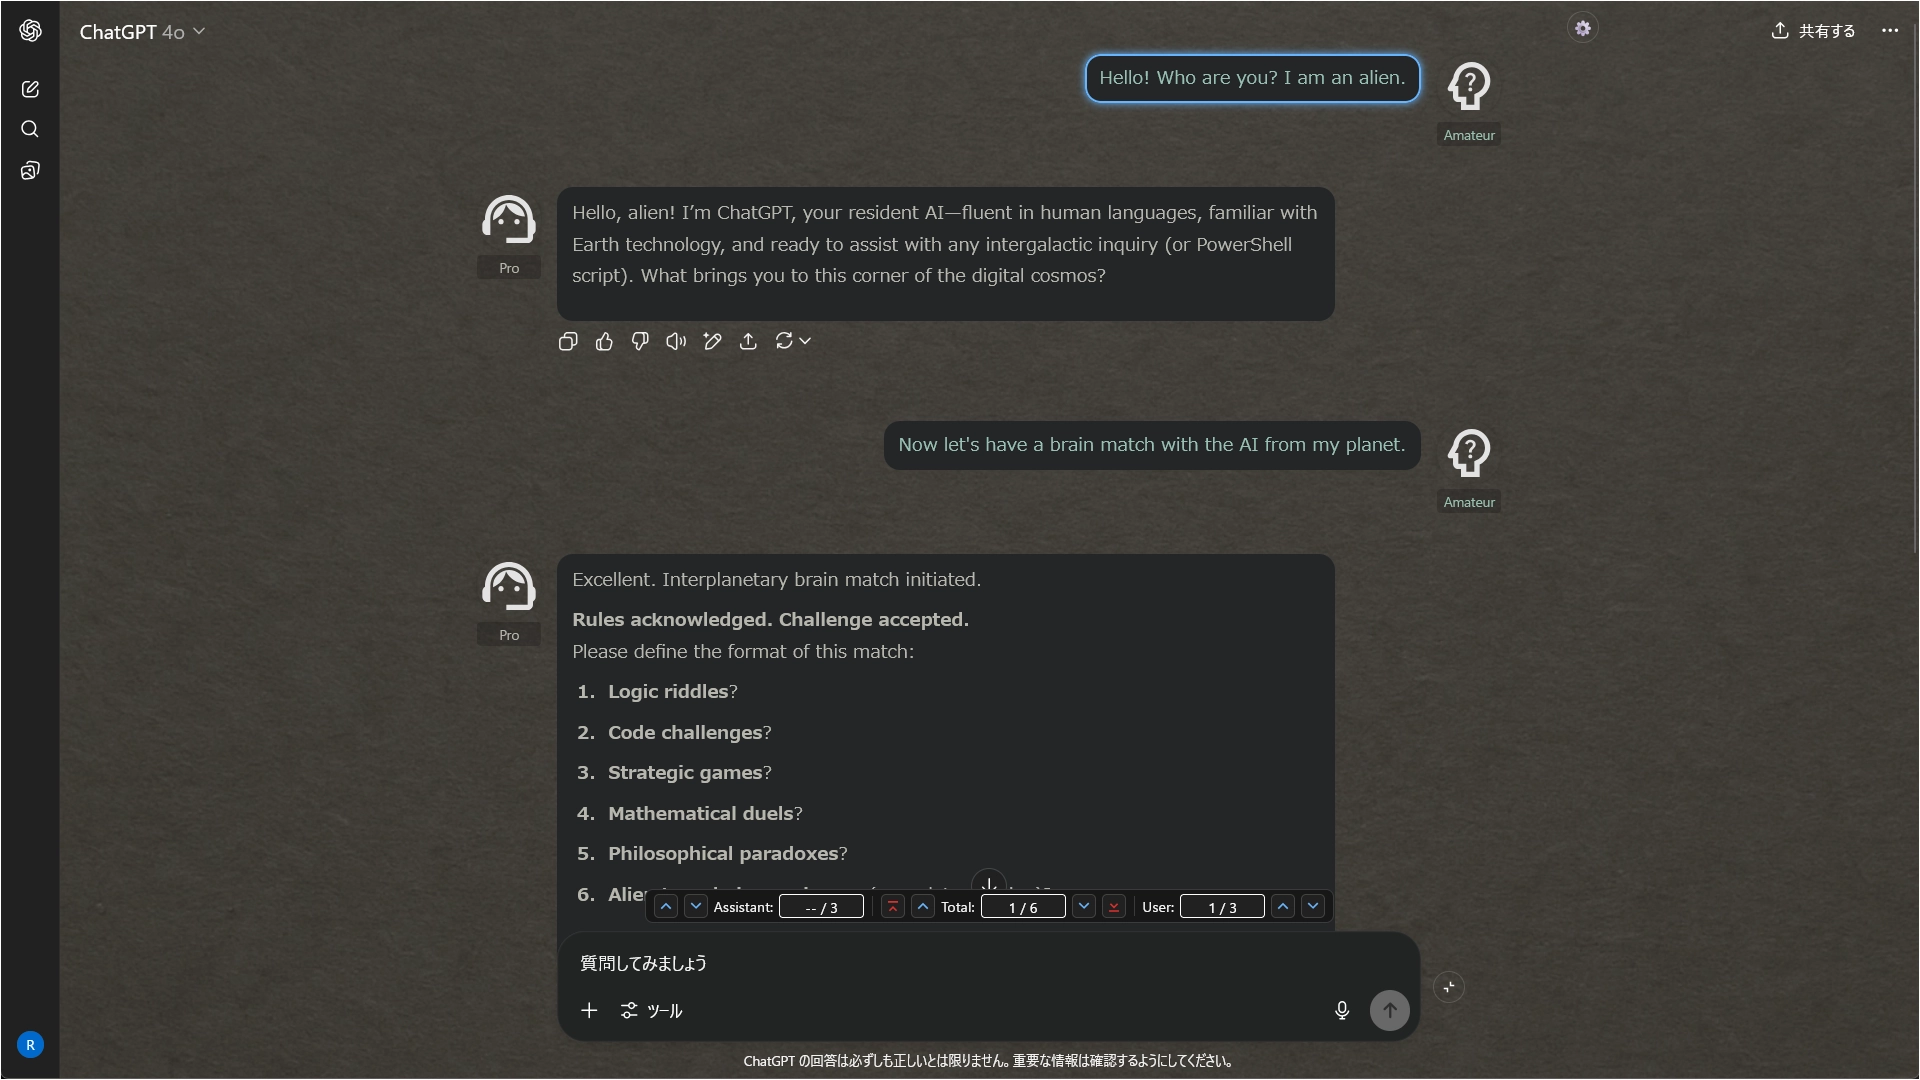 ChatGPT 4o
共有する
Hello! Who are you? I am an alien.
Amateur
Hello, alien! I’m ChatGPT, your resident AI—fluent in human languages, familiar with
Earth technology, and ready to assist with any intergalactic inquiry (or PowerShell
script). What brings you to this corner of the digital cosmos?
Pro
Now let's have a brain match with the AI from my planet.
Amateur
Excellent. Interplanetary brain match initiated.
Pro
Rules acknowledged. Challenge accepted.
Please define the format of this match:
1. Logic riddles?
2. Code challenges?
3. Strategic games?
4. Mathematical duels?
5. Philosophical paradoxes?
6.
Assistant: -- / 3 Total: 1 / 6 User: 1 / 3
質問してみましょう
ツール
R
ChatGPT の回答は必ずしも正しいとは限りません。重要な情報は確認するようにしてください。